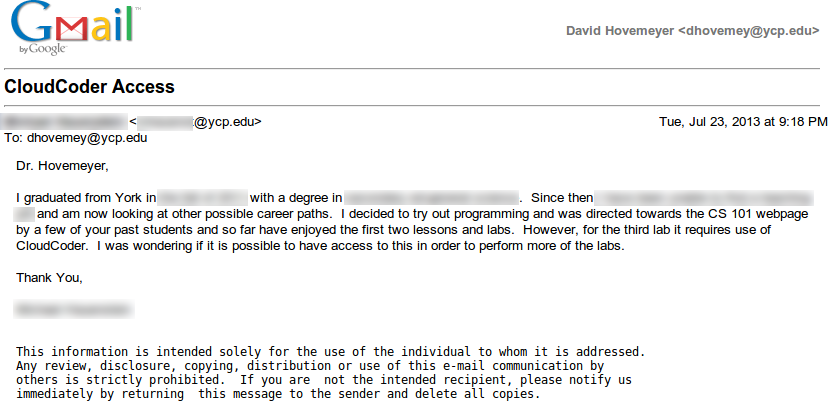 Gmail
by Google
David Hovemeyer <dhovemey@ycp.edu>
CloudCoder Access
< @ycp.edu>
Tue, Jul 23, 2013 at 9:18 PM
To: dhovemey@ycp.edu
Dr. Hovemeyer,
I graduated from York in with a degree in . Since then
and am now looking at other possible career paths. I decided to try out programming and was directed towards the CS 101 webpage
by a few of your past students and so far have enjoyed the first two lessons and labs. However, for the third lab it requires use of
CloudCoder. I was wondering if it is possible to have access to this in order to perform more of the labs.
Thank You,
This information is intended solely for the use of the individual to whom it is addressed.
Any review, disclosure, copying, distribution or use of this e-mail communication by
others is strictly prohibited. If you are not the intended recipient, please notify us
immediately by returning this message to the sender and delete all copies.